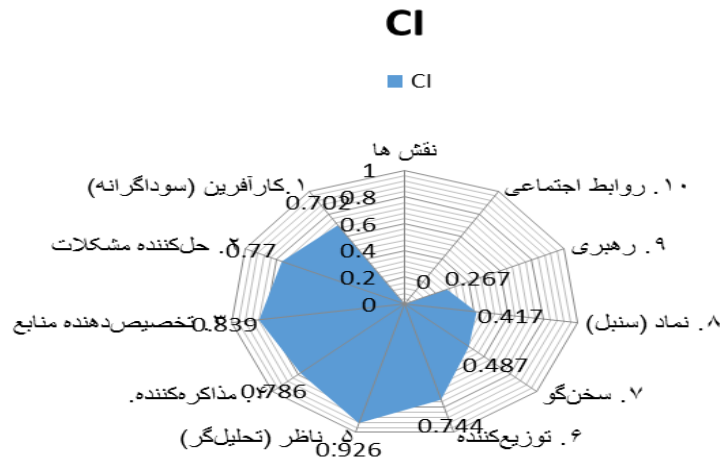 CI
CI
نقش ها
۱. کارآفرین (سوداگرانه)
۲. حل‌کننده مشکلات
۳. تخصیص‌دهنده منابع
۴. مذاکره‌کننده.
۵. ناظر (تحلیل‌گر)
۶. توزیع‌کننده
۷. سخن‌گو
۸. نماد (سنبل)
۹. رهبری
۱۰. روابط اجتماعی
1
0.8
0.6
0.4
0.2
0
0.702
0.77
0.839
0.786
0.926
0.744
0.487
0.417
0.267
0